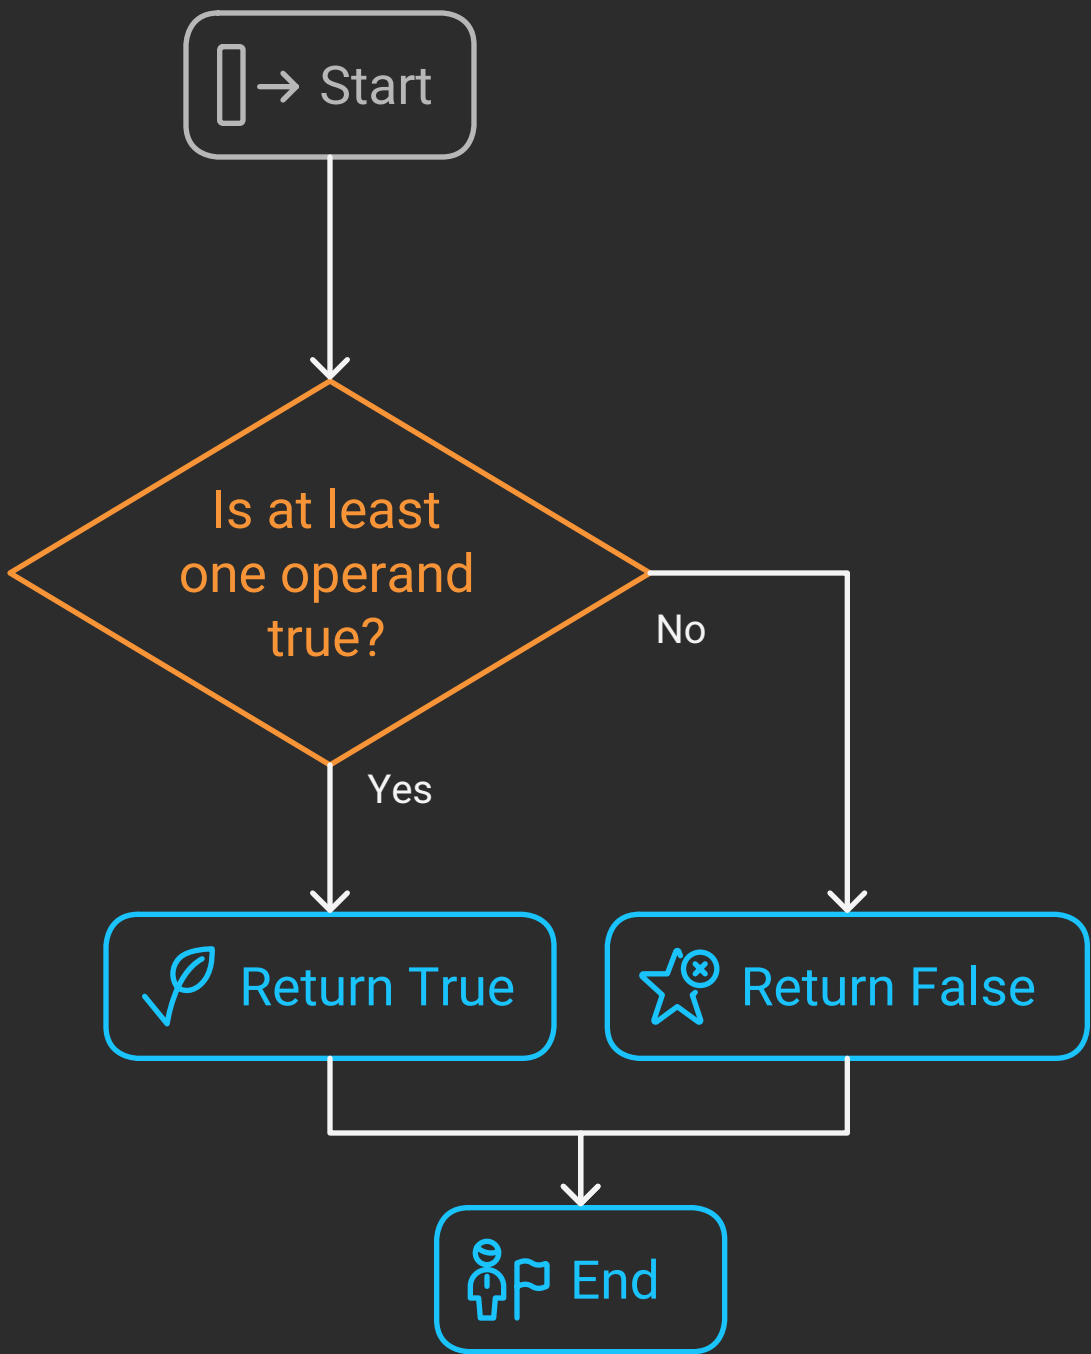 Start
Is at least
one operand
true?
No
Yes
Return True
Return False
End